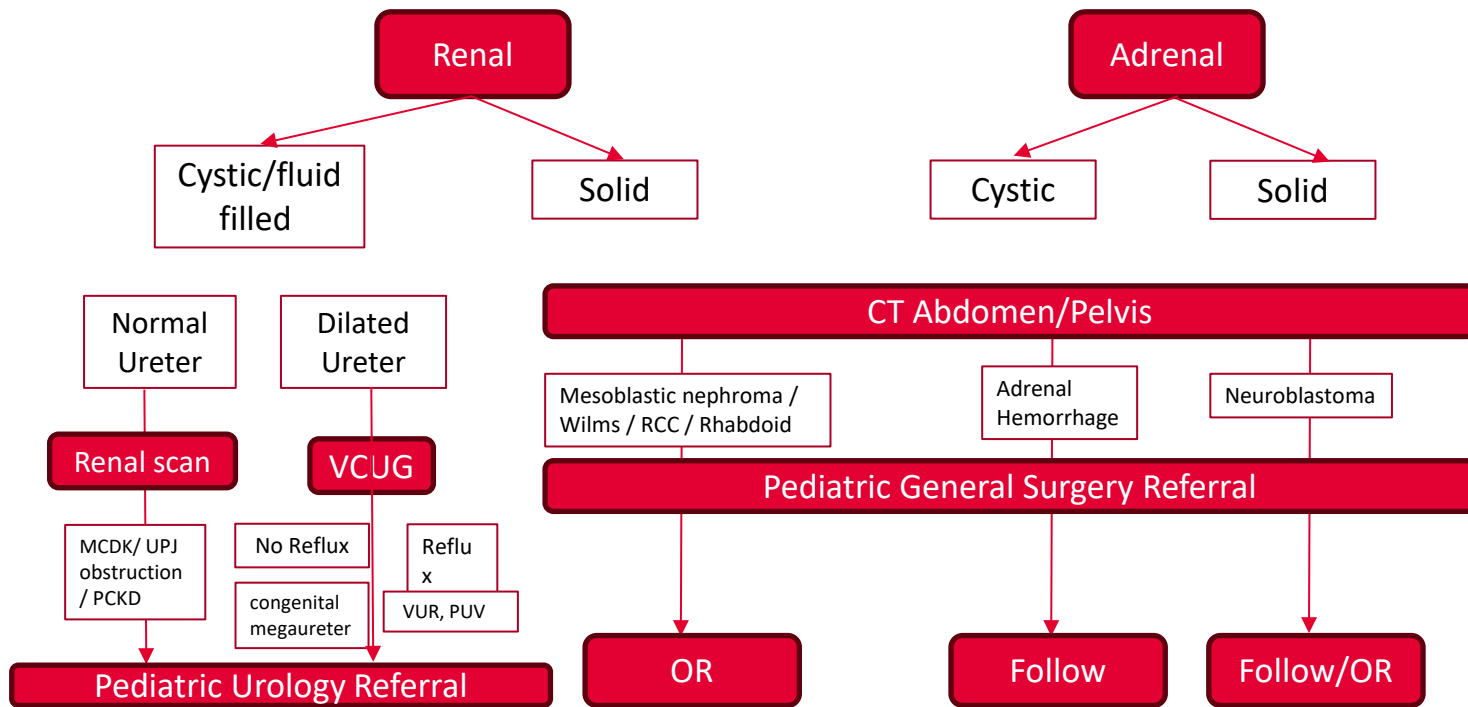 Renal
Adrenal
Cystic/fluid
filled
Solid
Cystic
Solid
Normal
Ureter
Dilated
Ureter
CT Abdomen/Pelvis
Mesoblastic nephroma /
Wilms / RCC / Rhabdoid
Adrenal
Hemorrhage
Neuroblastoma
Renal scan
VCUG
Pediatric General Surgery Referral
MCDK/ UPJ
obstruction
/ PCKD
No Reflux
Reflu
x
congenital
megaureter
VUR, PUV
OR
Follow
Follow/OR
Pediatric Urology Referral